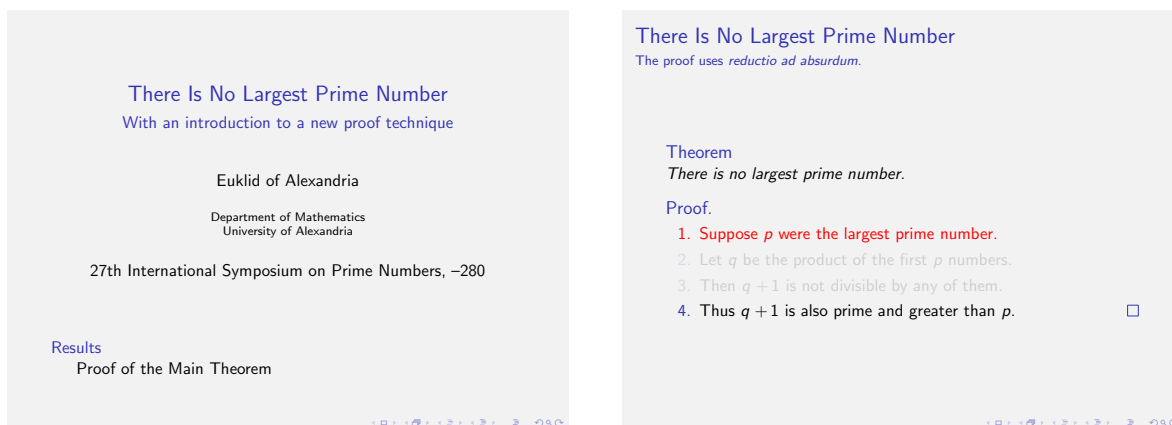 There Is No Largest Prime Number
With an introduction to a new proof technique
Euklid of Alexandria
Department of Mathematics
University of Alexandria
27th International Symposium on Prime Numbers, –280
Results
Proof of the Main Theorem
There Is No Largest Prime Number
The proof uses reductio ad absurdum.
Theorem
There is no largest prime number.
Proof.
1. Suppose p were the largest prime number.
2. Let q be the product of the first p numbers.
3. Then q + 1 is not divisible by any of them.
4. Thus q + 1 is also prime and greater than p.